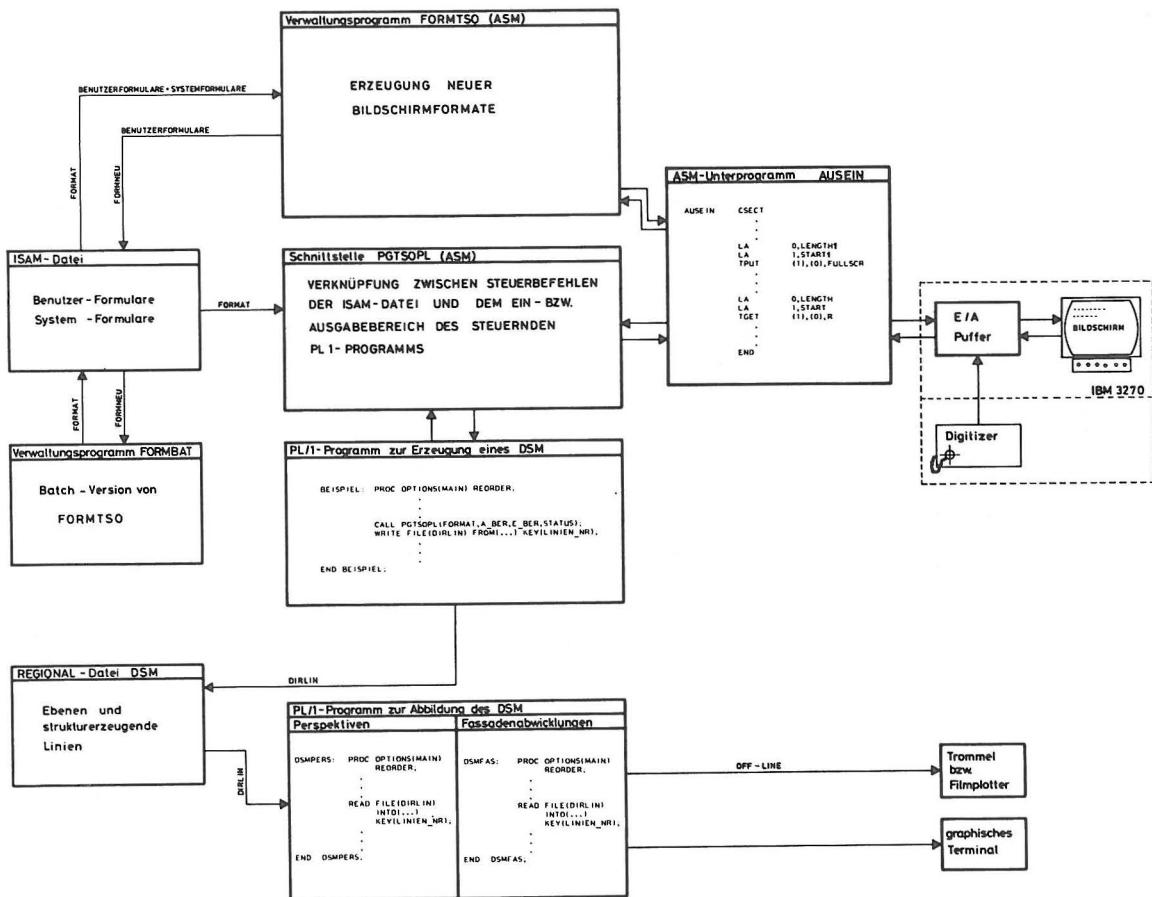 Verwaltungsprogramm FORMTSO (ASM)
ERZEUGUNG NEUER
BILDSCHIRMFORMATE
BENUTZERFORMULARE + SYSTEMFORMULARE
BENUTZERFORMULARE
FORMAT
FORMNEU
ASM-Unterprogramm AUSEIN
AUSEIN CSECT
.
.
.
LA 0,LENGTH1
LA 1,START1
TPUT (1),(0),FULLSCR
.
.
LA 0,LENGTH
LA 1,START
TGET (1),(0),R
.
.
.
END
ISAM-Datei
Benutzer-Formulare
System -Formulare
FORMAT
Schnittstelle PGTSOPL (ASM)
VERKNÜPFUNG ZWISCHEN STEUERBEFEHLEN
DER ISAM-DATEI UND DEM EIN- BZW.
AUSGABEBEREICH DES STEUERNDEN
PL 1-PROGRAMMS
E / A
Puffer
BILDSCHIRM
IBM 3270
Digitizer
FORMAT
FORMNEU
Verwaltungsprogramm FORMBAT
Batch - Version von
FORMTSO
PL/1-Programm zur Erzeugung eines DSM
BEISPIEL: PROC OPTIONS(MAIN) REORDER;
.
.
.
CALL PGTSOPL(FORMAT,A_BER,E_BER,STATUS);
WRITE FILE(DIRLIN) FROM(...) KEY(LINIEN_NR);
.
.
.
END BEISPIEL;
DIRLIN
REGIONAL - Datei DSM
Ebenen und
strukturerzeugende
Linien
DIRLIN
PL/1-Programm zur Abbildung des DSM
Perspektiven
DSMPERS: PROC OPTIONS(MAIN)
REORDER;
.
.
.
READ FILE(DIRLIN)
INTO(...)
KEY(LINIEN_NR);
.
.
.
END DSMPERS;
Fassadenabwicklungen
DSMFAS: PROC OPTIONS(MAIN)
REORDER;
.
.
.
READ FILE(DIRLIN)
INTO(...)
KEY(LINIEN_NR);
.
.
.
END DSMFAS;
OFF - LINE
Trommel
bzw.
Filmplotter
graphisches
Terminal